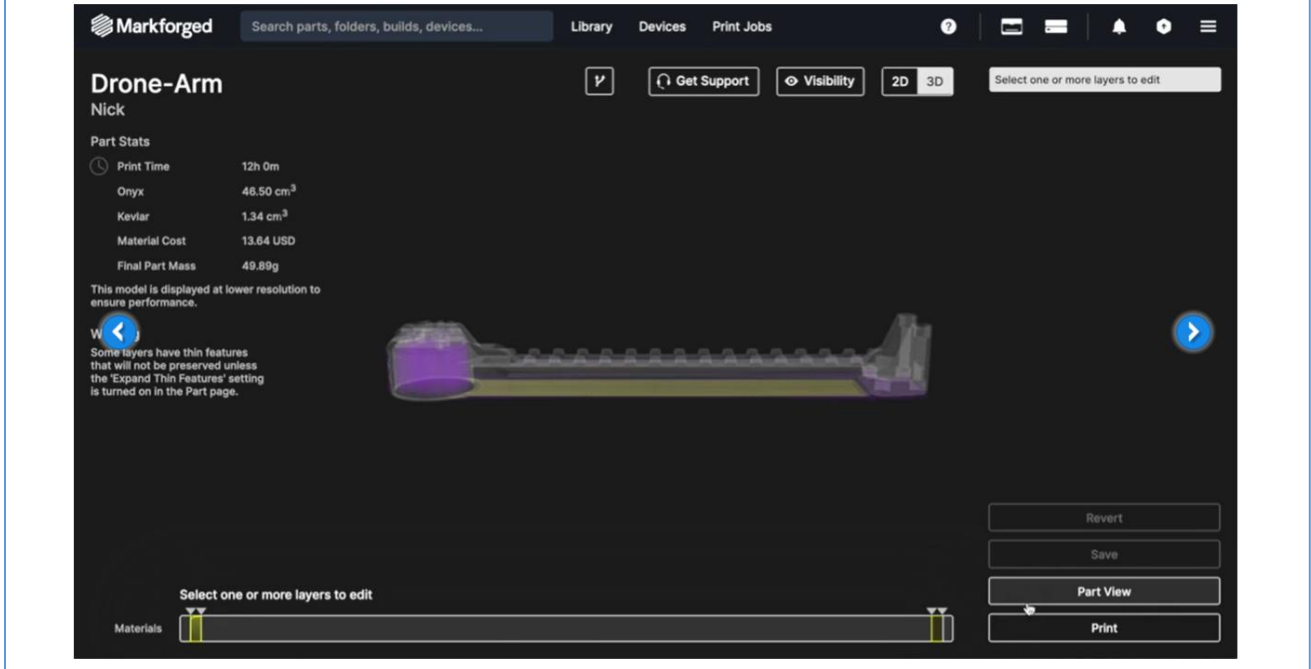 Markforged
Search parts, folders, builds, devices...
Library
Devices
Print Jobs
?
Drone-Arm
Nick
Get Support
Visibility
2D 3D
Select one or more layers to edit
Part Stats
Print Time 12h 0m
Onyx 46.50 cm³
Kevlar 1.34 cm³
Material Cost 13.64 USD
Final Part Mass 49.89g
This model is displayed at lower resolution to
ensure performance.
Some layers have thin features
that will not be preserved unless
the 'Expand Thin Features' setting
is turned on in the Part page.
Revert
Save
Part View
Print
Select one or more layers to edit
Materials